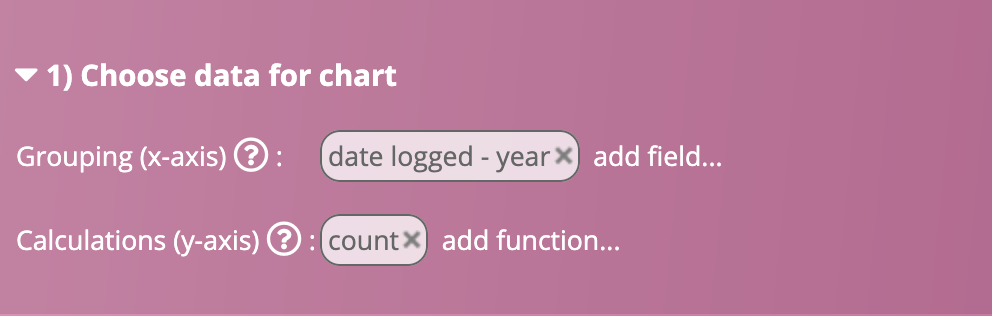 1) Choose data for chart
Grouping (x-axis) ? : date logged - year × add field...
Calculations (y-axis) ? : count × add function...